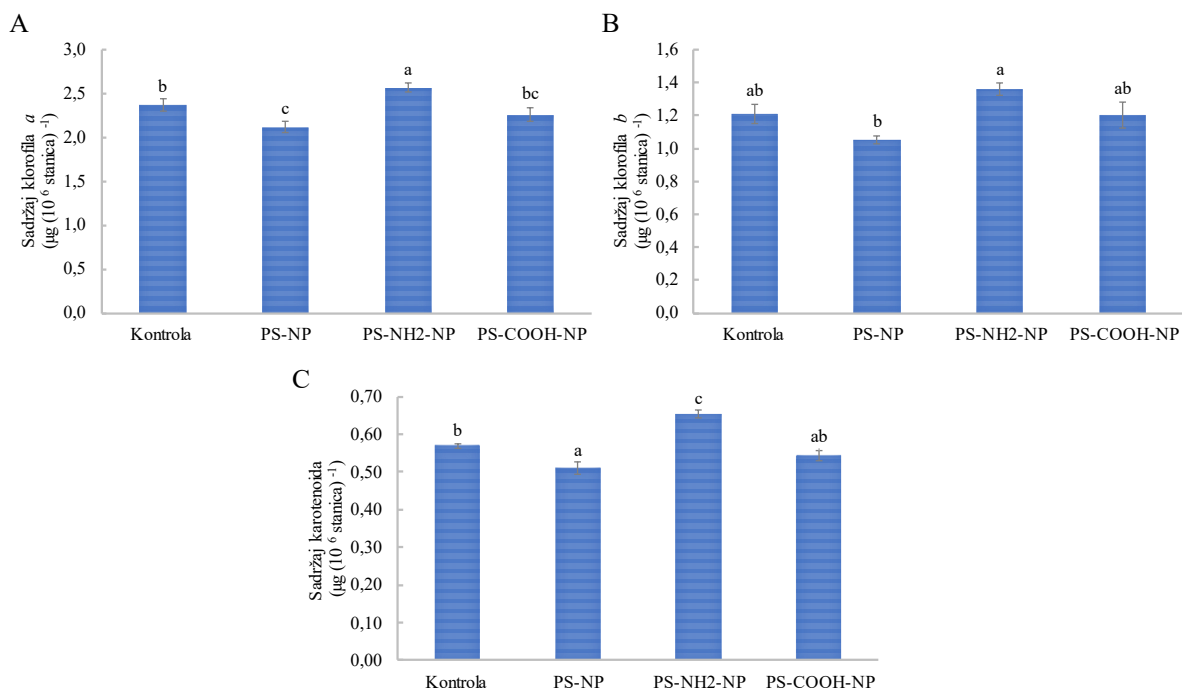 A
Sadržaj klorofila a
(µg (10 6 stanica) -1)
3,0
2,5
2,0
1,5
1,0
0,5
0,0
b
c
a
bc
Kontrola
PS-NP
PS-NH2-NP
PS-COOH-NP
B
Sadržaj klorofila b
(µg (10 6 stanica) -1)
1,6
1,4
1,2
1,0
0,8
0,6
0,4
0,2
0,0
ab
b
a
ab
Kontrola
PS-NP
PS-NH2-NP
PS-COOH-NP
C
Sadržaj karotenoida
(µg (10 6 stanica) -1)
0,70
0,60
0,50
0,40
0,30
0,20
0,10
0,00
b
a
c
ab
Kontrola
PS-NP
PS-NH2-NP
PS-COOH-NP